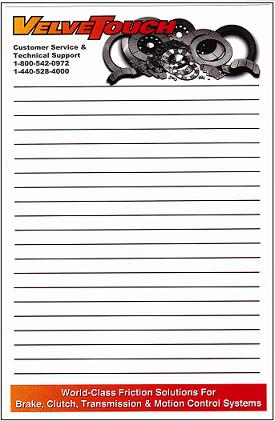 VELVETOUCH
Customer Service &
Technical Support
1-800-542-0972
1-440-528-4000
World-Class Friction Solutions For
Brake, Clutch, Transmission & Motion Control Systems